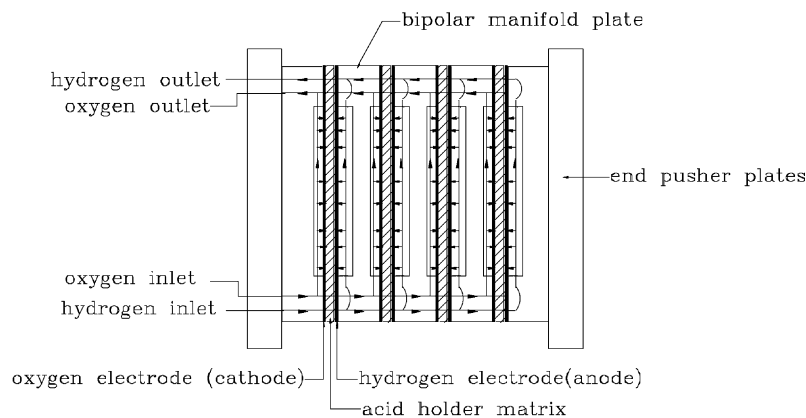 bipolar manifold plate
hydrogen outlet
oxygen outlet
end pusher plates
oxygen inlet
hydrogen inlet
oxygen electrode (cathode)
hydrogen electrode(anode)
acid holder matrix